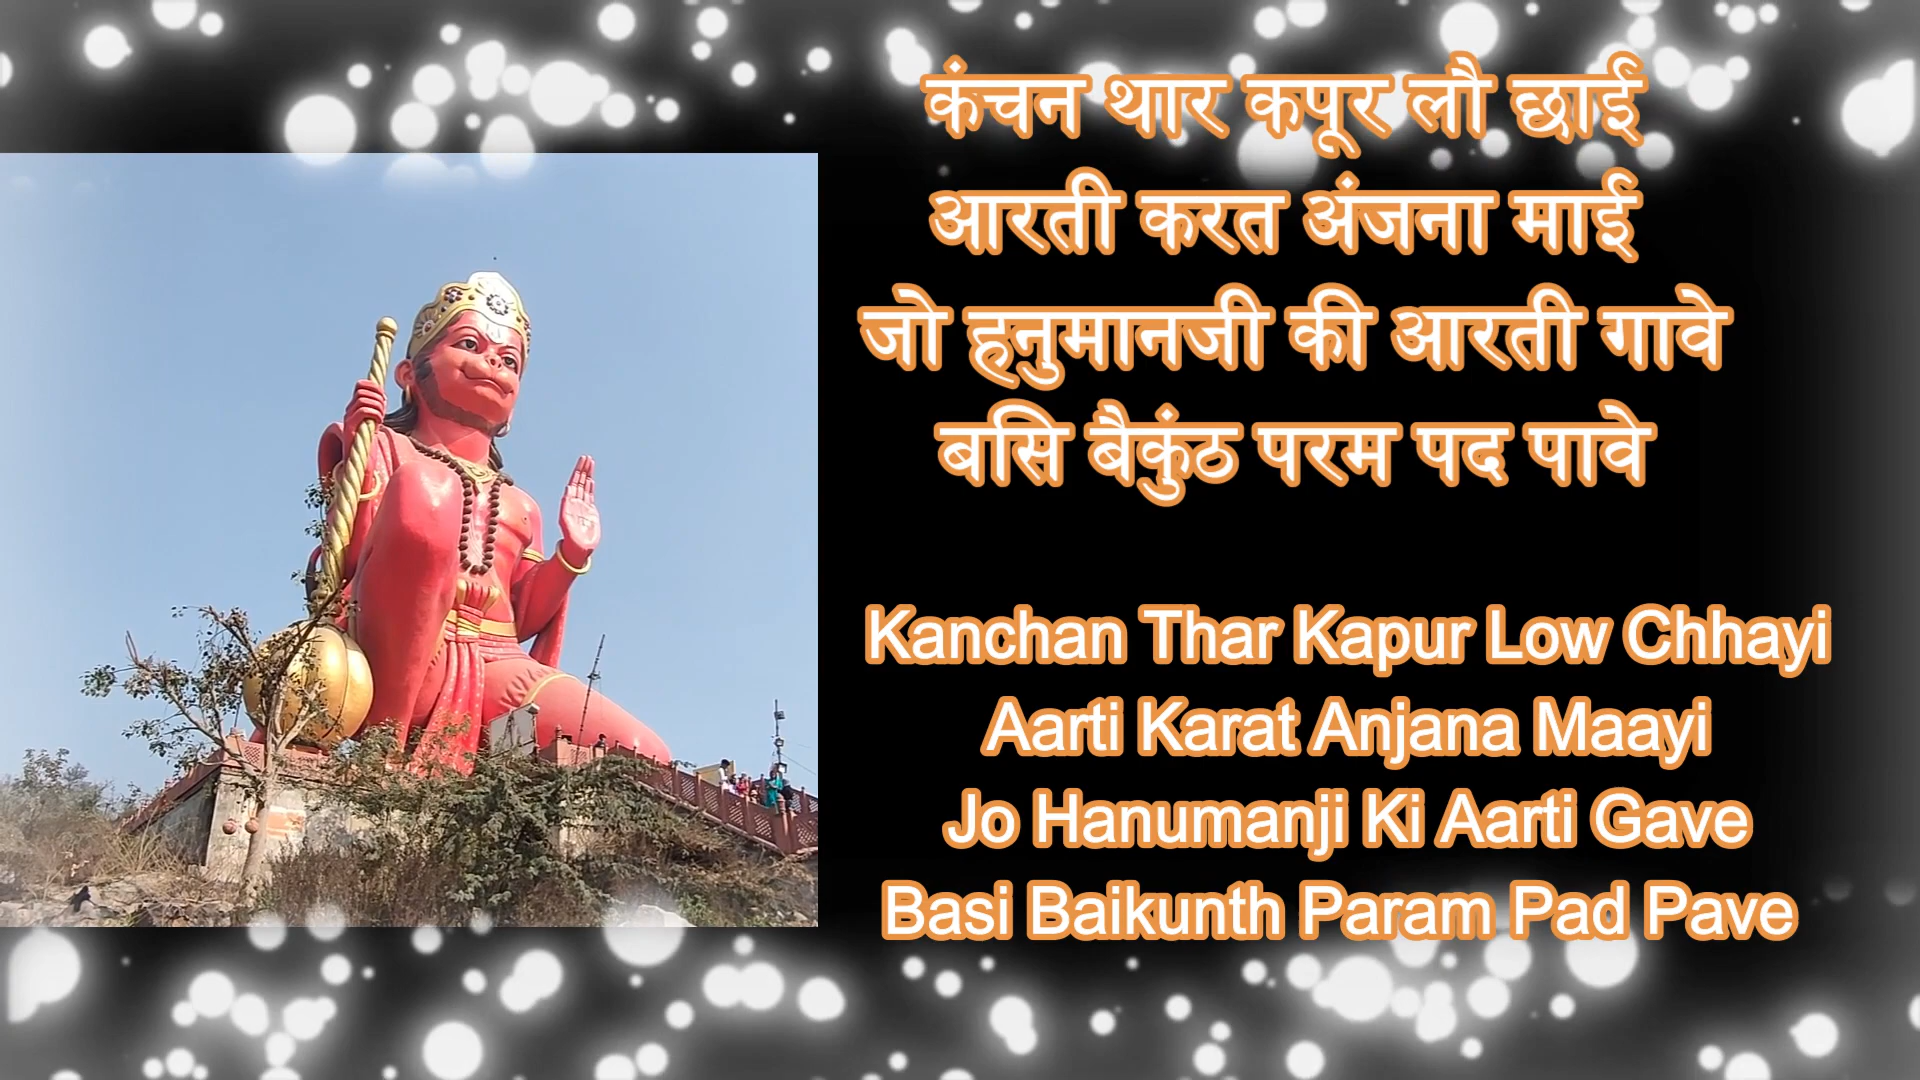 कंचन थार कपूर लौ छाई
आरती करत अंजना माई
जो हनुमानजी की आरती गावे
बसि बैकुंठ परम पद पावे
Kanchan Thar Kapur Low Chhayi
Aarti Karat Anjana Maayi
Jo Hanumanji Ki Aarti Gave
Basi Baikunth Param Pad Pave